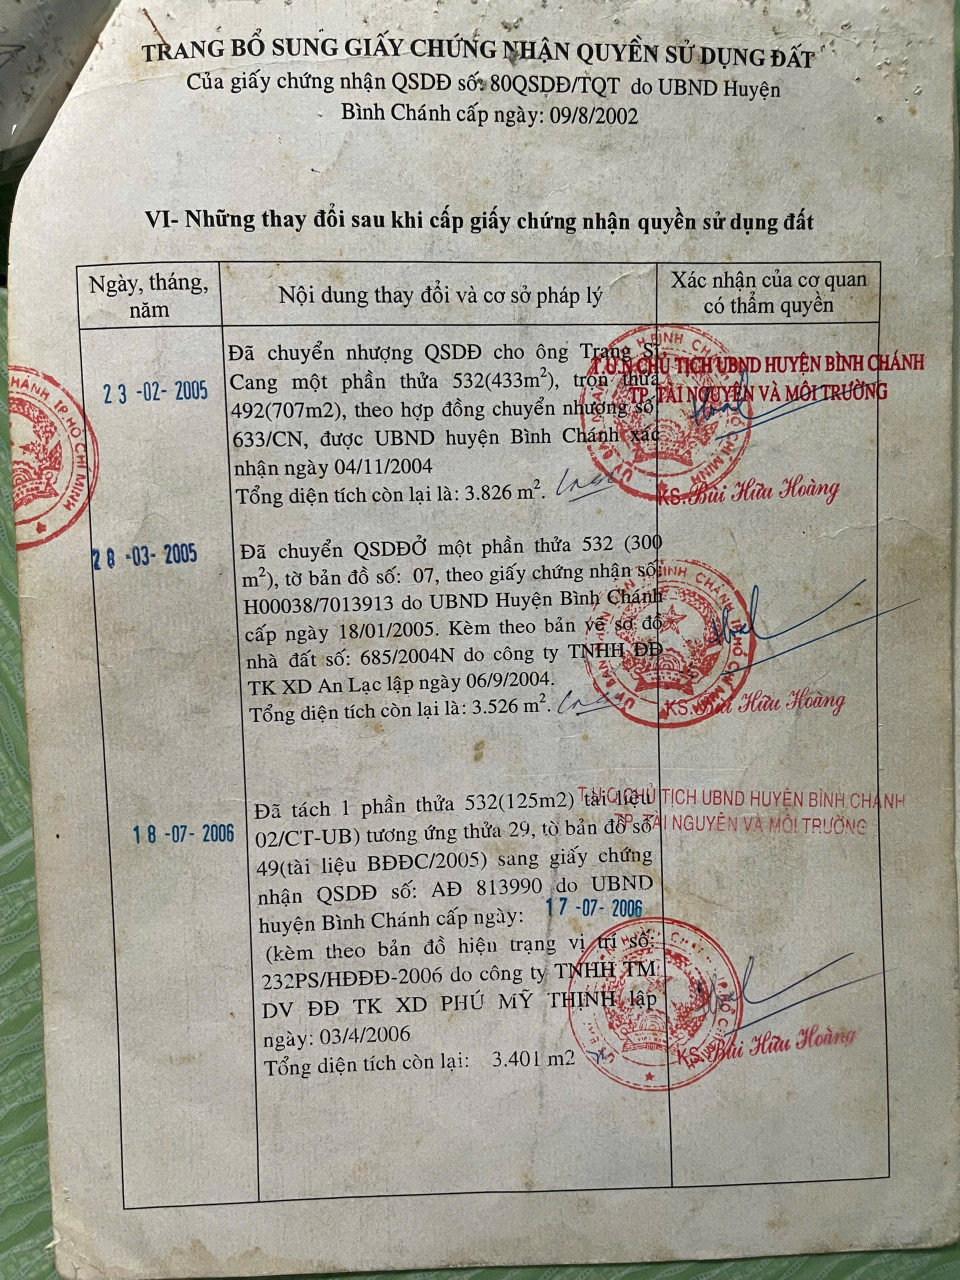 TRANG BỔ SUNG GIẤY CHỨNG NHẬN QUYỀN SỬ DỤNG ĐẤT
Của giấy chứng nhận QSDĐ số: 80QSDĐ/TQT do UBND Huyện
Bình Chánh cấp ngày: 09/8/2002
VI- Những thay đổi sau khi cấp giấy chứng nhận quyền sử dụng đất
Ngày, tháng,
năm
Nội dung thay đổi và cơ sở pháp lý
Xác nhận của cơ quan
có thẩm quyền
23-02-2005
Đã chuyển nhượng QSDĐ cho ông Trang Sĩ
Cang một phần thửa 532(433m²), trọn thửa
492(707m2), theo hợp đồng chuyển nhượng số
633/CN, được UBND huyện Bình Chánh xác
nhận ngày 04/11/2004
Tổng diện tích còn lại là: 3.826 m².
T.U.N CHỦ TỊCH UBND HUYỆN BÌNH CHÁNH
TP. TÀI NGUYÊN VÀ MÔI TRƯỜNG
KS. Bùi Hữu Hoàng
28-03-2005
Đã chuyển QSDĐỞ một phần thửa 532 (300
m²), tờ bản đồ số: 07, theo giấy chứng nhận số:
H00038/7013913 do UBND Huyện Bình Chánh
cấp ngày 18/01/2005. Kèm theo bản vẽ sơ đồ
nhà đất số: 685/2004N do công ty TNHH ĐĐ
TK XD An Lạc lập ngày 06/9/2004.
Tổng diện tích còn lại là: 3.526 m².
KS. Bùi Hữu Hoàng
18-07-2006
Đã tách 1 phần thửa 532(125m2) tài liệu
02/CT-UB) tương ứng thửa 29, tờ bản đồ số
49(tài liệu BĐĐC/2005) sang giấy chứng
nhận QSDĐ số: AĐ 813990 do UBND
huyện Bình Chánh cấp ngày: 17-07-2006
(kèm theo bản đồ hiện trạng vị trí số:
232PS/HĐĐĐ-2006 do công ty TNHH TM
DV ĐĐ TK XD PHÚ MỸ THỊNH lập
ngày: 03/4/2006
Tổng diện tích còn lại: 3.401 m2
CHỦ TỊCH UBND HUYỆN BÌNH CHÁNH
TP. TÀI NGUYÊN VÀ MÔI TRƯỜNG
KS. Bùi Hữu Hoàng